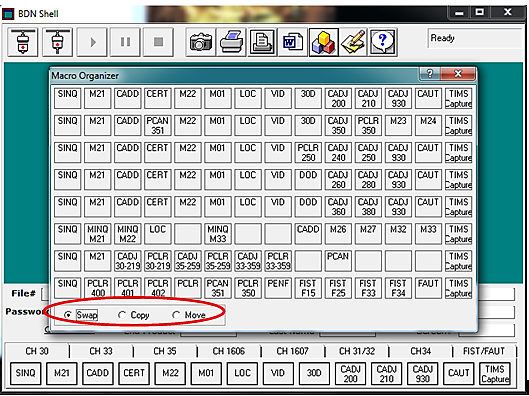 BDN Shell
Ready
Macro Organizer
SINQ M21 CADD CERT M22 M01 LOC VID 30D CADJ 200 CADJ 210 CADJ 930 CAUT TIMS Capture
SINQ M21 CADD PCAN 351 M22 M01 LOC VID 30D CADJ 350 PCLR 350 M23 M24 TIMS Capture
SINQ M21 CADD CERT M22 M01 LOC VID PCLR 250 CADJ 240 CADJ 250 CADJ 930 CAUT TIMS Capture
SINQ M21 CADD CERT M22 M01 LOC VID DOD CADJ 260 CADJ 280 CADJ 930 CAUT TIMS Capture
SINQ M21 CADD CERT M22 M01 LOC VID DOD CADJ 360 CADJ 380 CADJ 930 CAUT TIMS Capture
SINQ MINQ M21 MINQ M22 LOC MINQ M33 CADD M26 M27 M32 M33 TIMS Capture
SINQ M21 CADJ 30-219 PCLR 30-219 CADJ 35-259 PCLR 35-259 CADJ 33-359 PCLR 33-359 PCAN TIMS Capture
SINQ PCLR 400 PCLR 401 PCLR 402 PCLR PCAN 351 PCLR 350 PENF FIST F15 FIST F25 FIST F33 FIST F34 FAUT TIMS Capture
File#
Swap Copy Move
CH 30 CH 33 CH 35 CH 1606 CH 1607 CH 31/32 CH34 FIST/FAUT
SINQ M21 CADD CERT M22 M01 LOC VID 30D CADJ 200 CADJ 210 CADJ 930 CAUT TIMS Capture